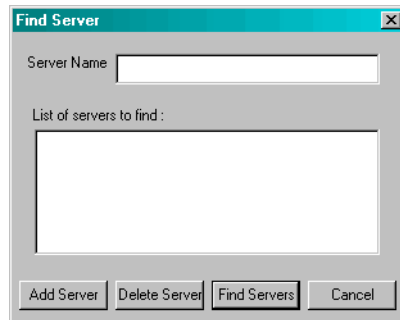 Find Server
Server Name
List of servers to find :
Add Server Delete Server Find Servers Cancel